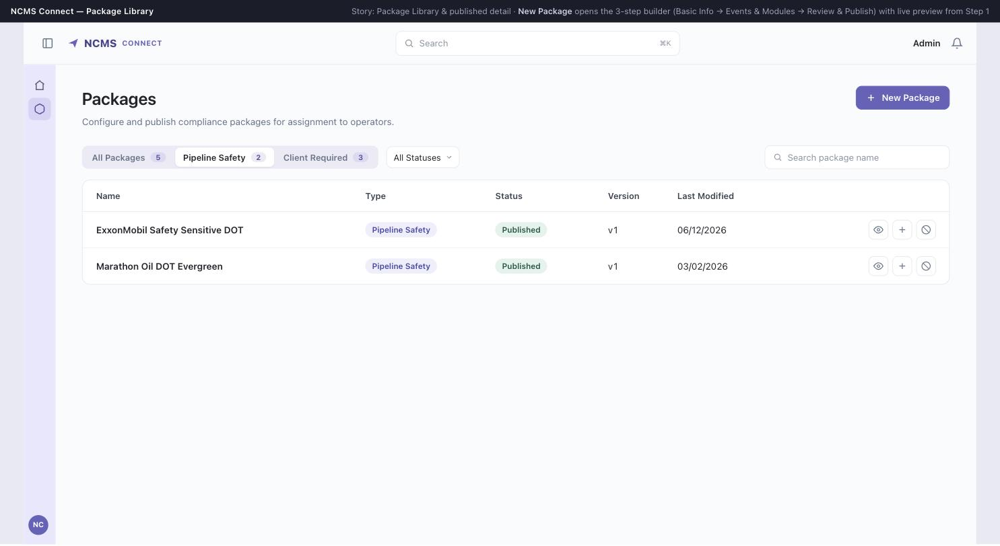 NCMS Connect — Package Library
Story: Package Library & published detail · New Package opens the 3-step builder (Basic Info → Events & Modules → Review & Publish) with live preview from Step 1
NCMS CONNECT
Search ⌘K
Admin
Packages
New Package
Configure and publish compliance packages for assignment to operators.
All Packages 5 Pipeline Safety 2 Client Required 3 All Statuses Search package name
Name Type Status Version Last Modified
ExxonMobil Safety Sensitive DOT Pipeline Safety Published v1 06/12/2026
Marathon Oil DOT Evergreen Pipeline Safety Published v1 03/02/2026
NC